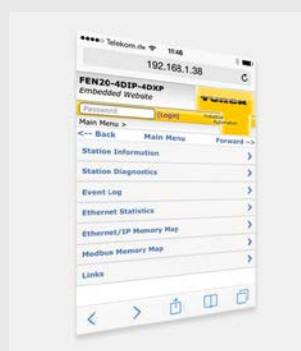 Telekom.de 11:46
192.168.1.38
FEN20-4DIP-4DXP
Embedded Website
TURCK
Password [Login] Industrial Automation
Main Menu >
<-- Back Main Menu Forward -->
Station Information
Station Diagnostics
Event Log
Ethernet Statistics
Ethernet/IP Memory Map
Modbus Memory Map
Links